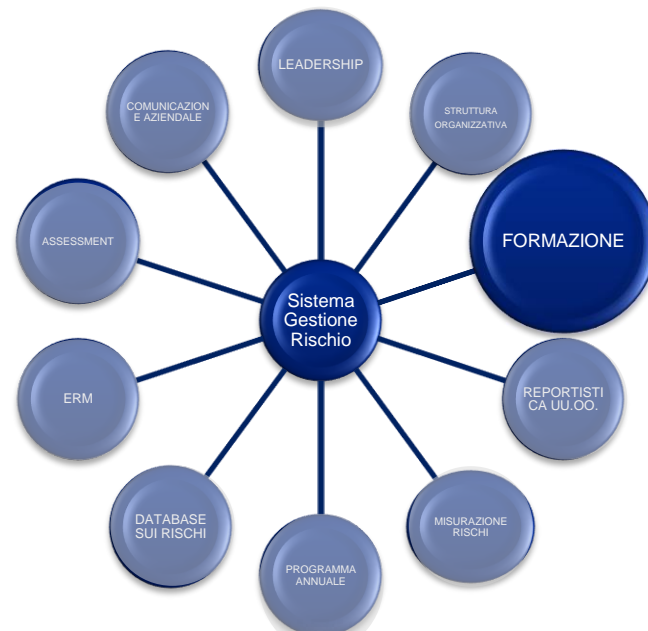 LEADERSHIP
STRUTTURA
ORGANIZZATIVA
FORMAZIONE
REPORTISTI
CA UU.OO.
MISURAZIONE
RISCHI
PROGRAMMA
ANNUALE
DATABASE
SUI RISCHI
ERM
ASSESSMENT
COMUNICAZION
E AZIENDALE
Sistema
Gestione
Rischio